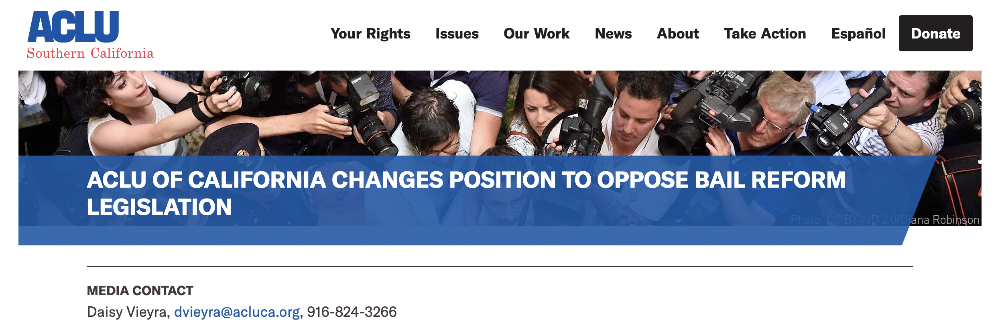 ACLU
Southern California
Your Rights Issues Our Work News About Take Action Español Donate
SONY
ACLU OF CALIFORNIA CHANGES POSITION TO OPPOSE BAIL REFORM
LEGISLATION
Photo: CC BY-ND 2.0/Diana Robinson
MEDIA CONTACT
Daisy Vieyra, dvieyra@acluca.org, 916-824-3266